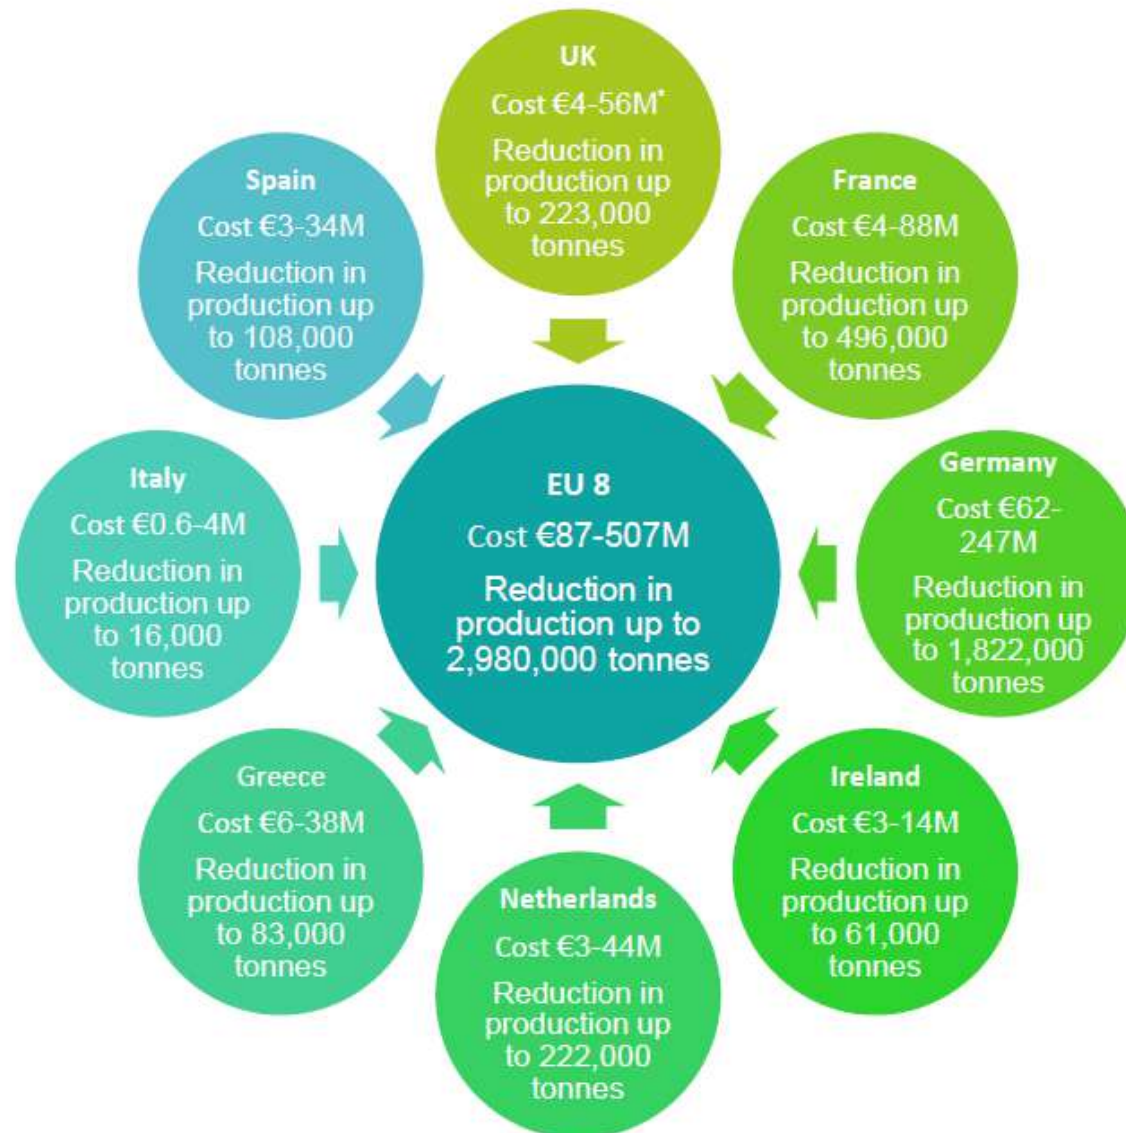 UK
Cost €4-56M*
Reduction in
production up
to 223,000
tonnes
France
Cost €4-88M
Reduction in
production up
to 496,000
tonnes
Germany
Cost €62-
247M
Reduction in
production up
to 1,822,000
tonnes
Ireland
Cost €3-14M
Reduction in
production up
to 61,000
tonnes
Netherlands
Cost €3-44M
Reduction in
production up
to 222,000
tonnes
Greece
Cost €6-38M
Reduction in
production up
to 83,000
tonnes
Italy
Cost €0.6-4M
Reduction in
production up
to 16,000
tonnes
Spain
Cost €3-34M
Reduction in
production up
to 108,000
tonnes
EU 8
Cost €87-507M
Reduction in
production up to
2,980,000 tonnes